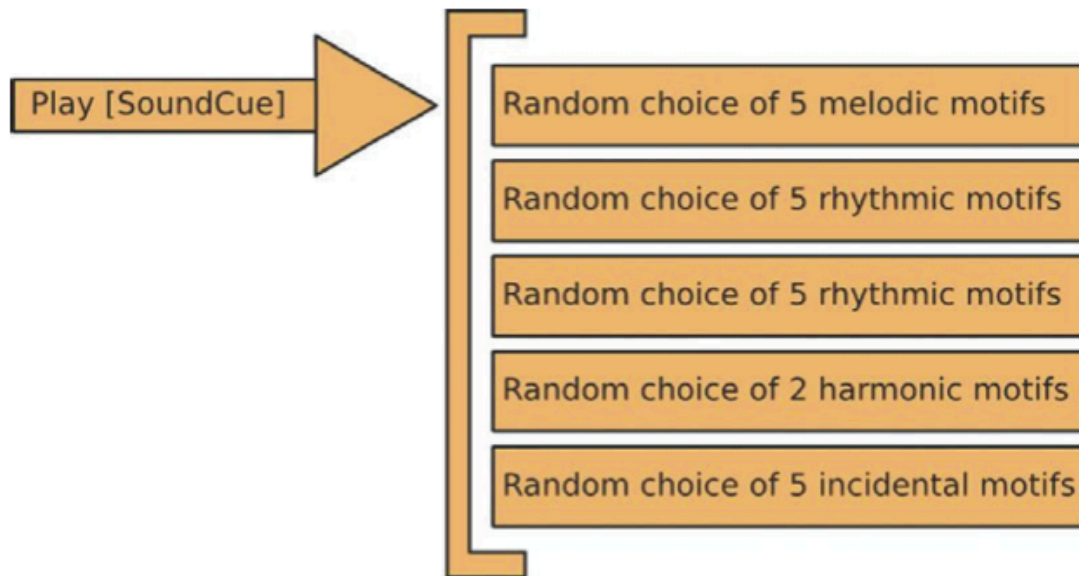 Play [SoundCue]
Random choice of 5 melodic motifs
Random choice of 5 rhythmic motifs
Random choice of 5 rhythmic motifs
Random choice of 2 harmonic motifs
Random choice of 5 incidental motifs